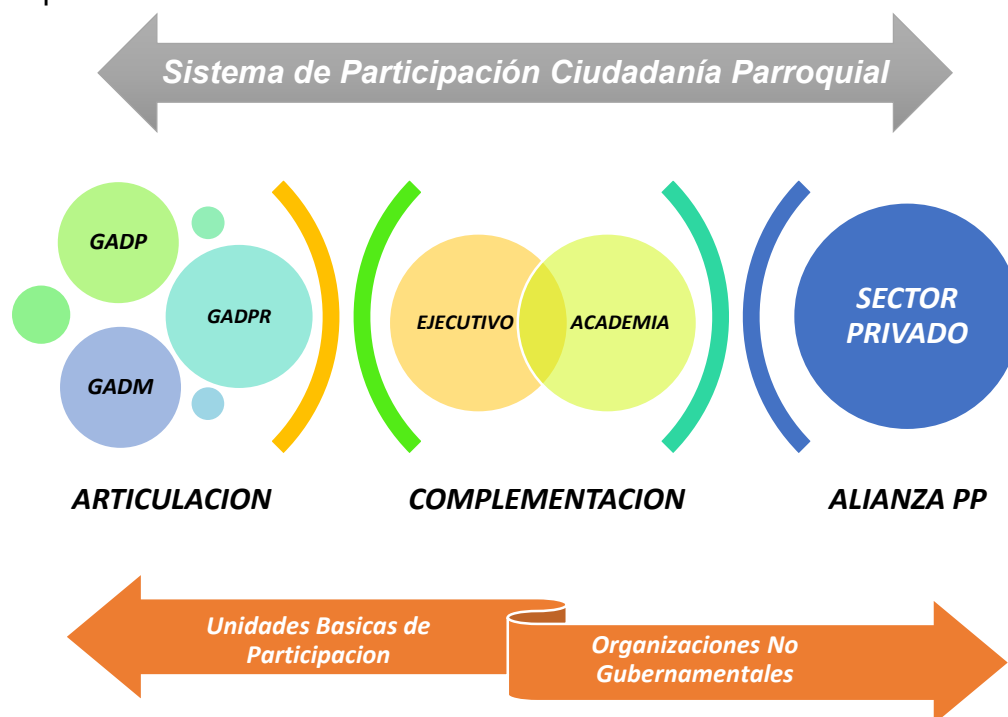 Sistema de Participación Ciudadanía Parroquial
GADP
GADPR
GADM
EJECUTIVO
ACADEMIA
SECTOR
PRIVADO
ARTICULACION
COMPLEMENTACION
ALIANZA PP
Unidades Basicas de
Participacion
Organizaciones No
Gubernamentales